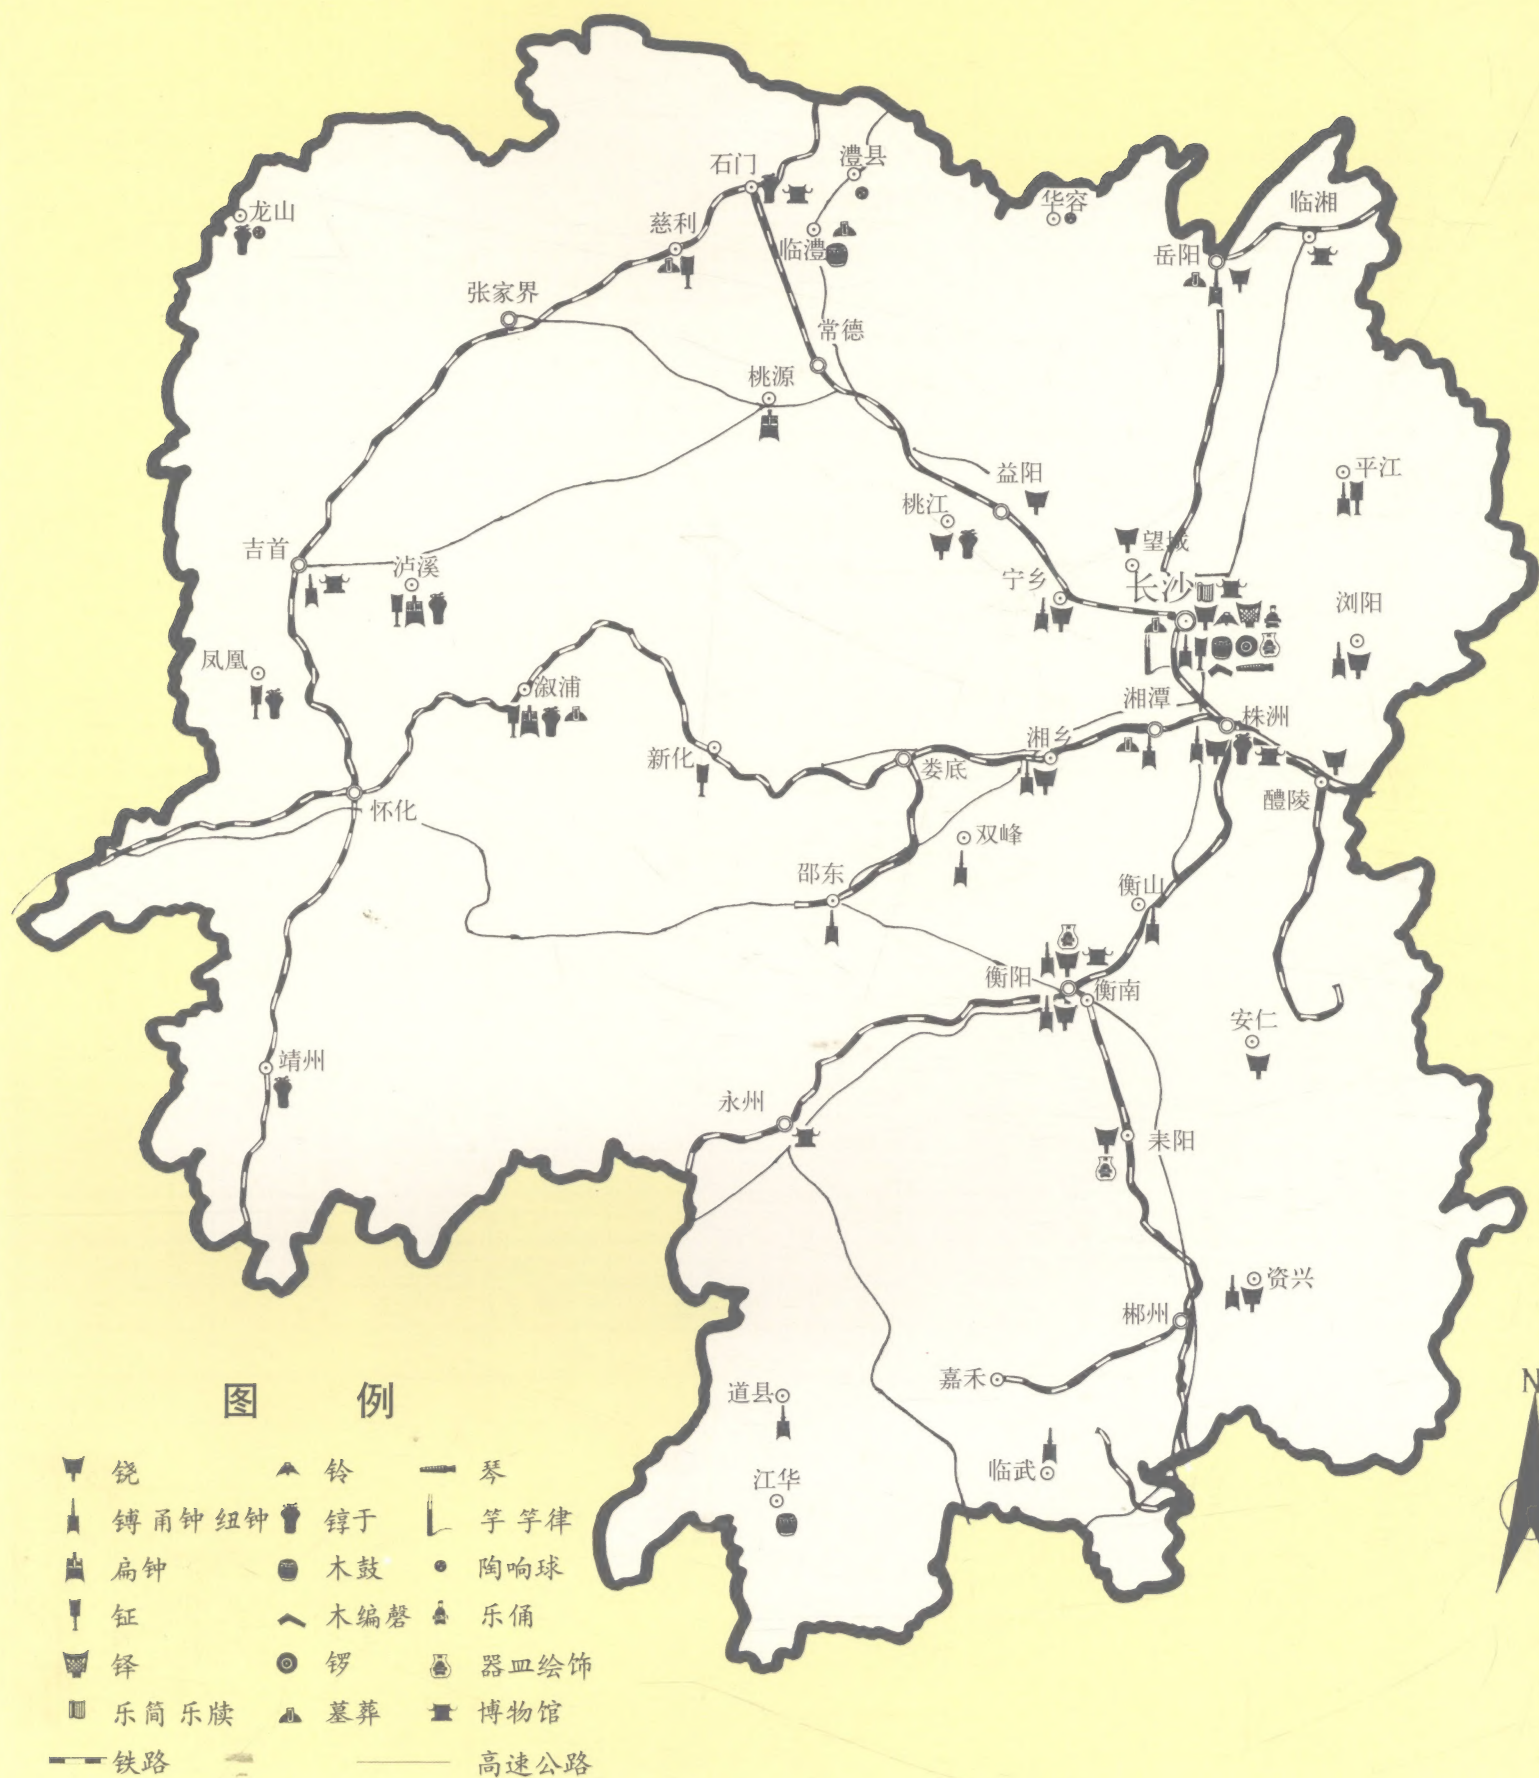 石门
澧县
龙山
华容
临湘
慈利
临澧
岳阳
张家界
常德
桃源
益阳
平江
桃江
吉首
望城
泸溪
宁乡
长沙
浏阳
凤凰
溆浦
湘潭
株洲
湘乡
新化
娄底
醴陵
怀化
双峰
邵东
衡山
衡阳
衡南
安仁
靖州
永州
耒阳
资兴
郴州
嘉禾
道县
临武
江华
N
图 例
铙 铃 琴
镈 甬钟 纽钟 錞于 竽 竽律
扁钟 木鼓 陶响球
钲 木编磬 乐俑
铎 锣 器皿绘饰
乐简 乐牍 墓葬 博物馆
铁路 高速公路